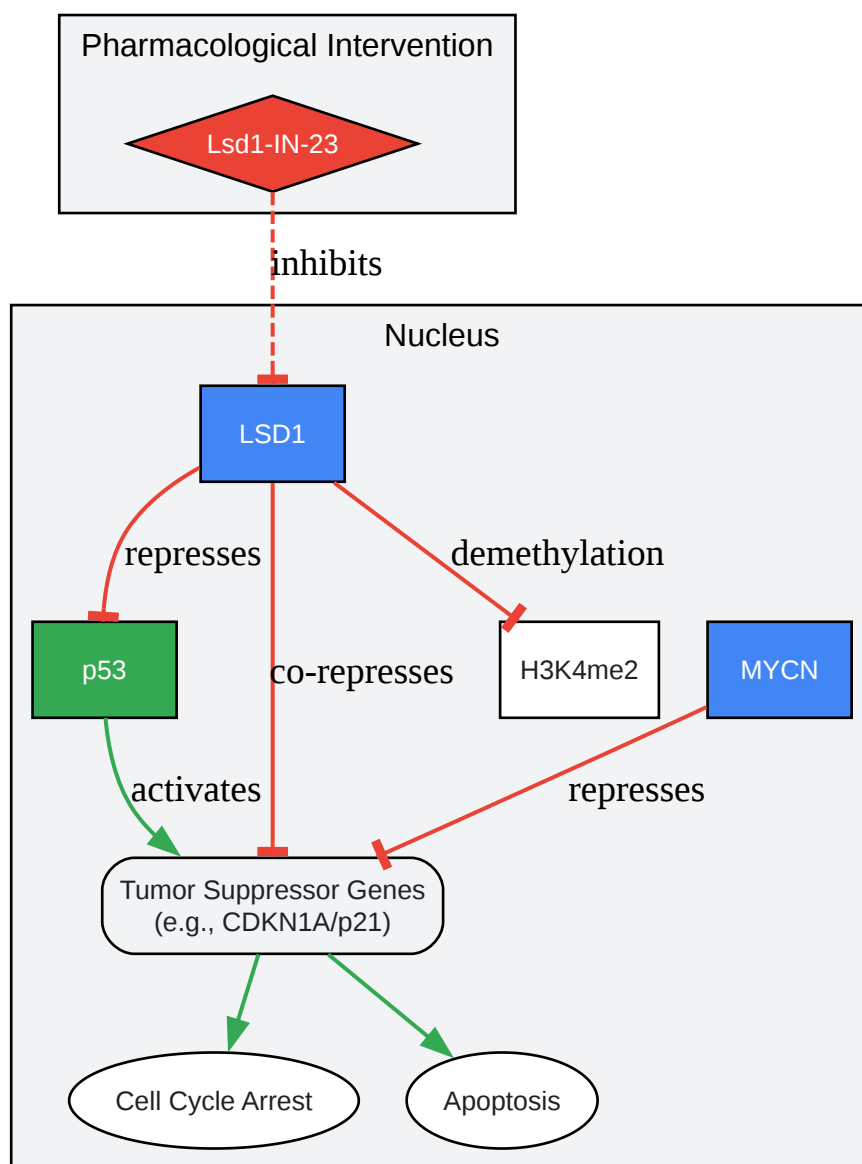 Pharmacological Intervention
Lsd1-IN-23
inhibits
Nucleus
LSD1
represses
demethylation
p53
co-represses
H3K4me2
MYCN
activates
represses
Tumor Suppressor Genes
(e.g., CDKN1A/p21)
Cell Cycle Arrest
Apoptosis